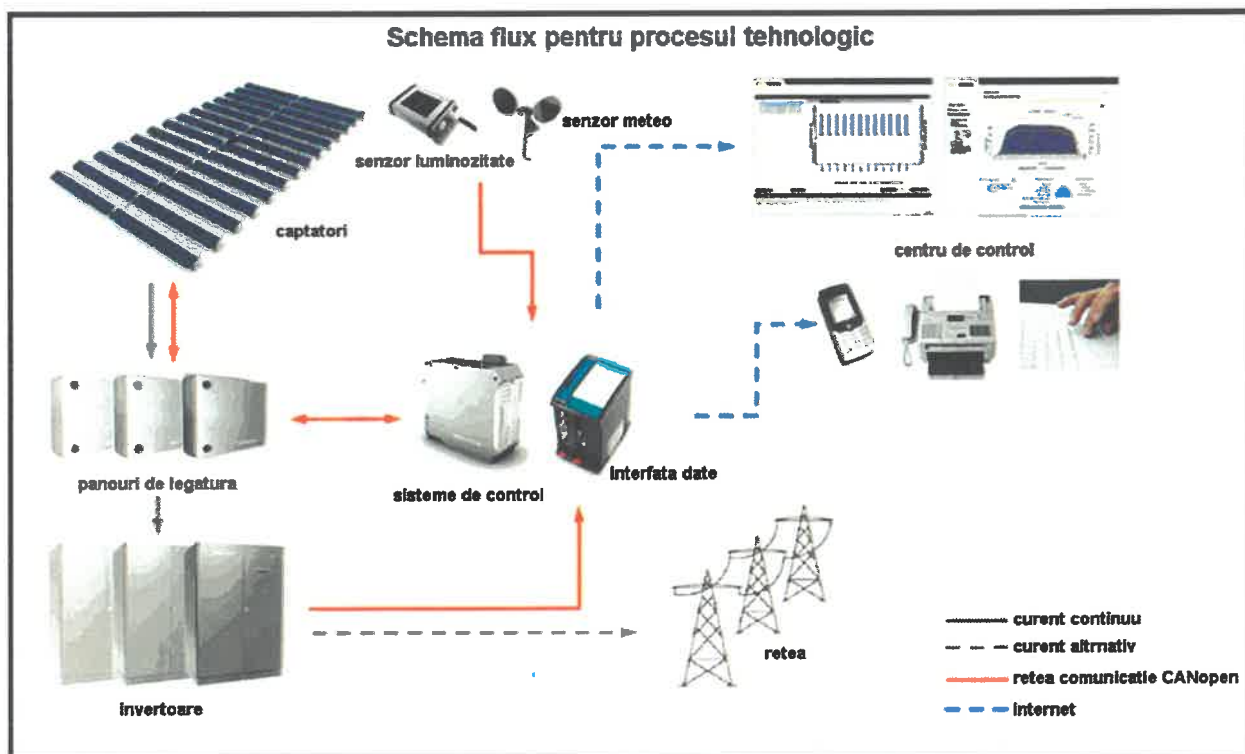 Schema flux pentru procesul tehnologic
senzor meteo
senzor luminozitate
captatori
centru de control
panouri de legatura
sisteme de control
interfata date
invertoare
retea
curent continuu
curent altrnativ
retea comunicatie CANopen
internet